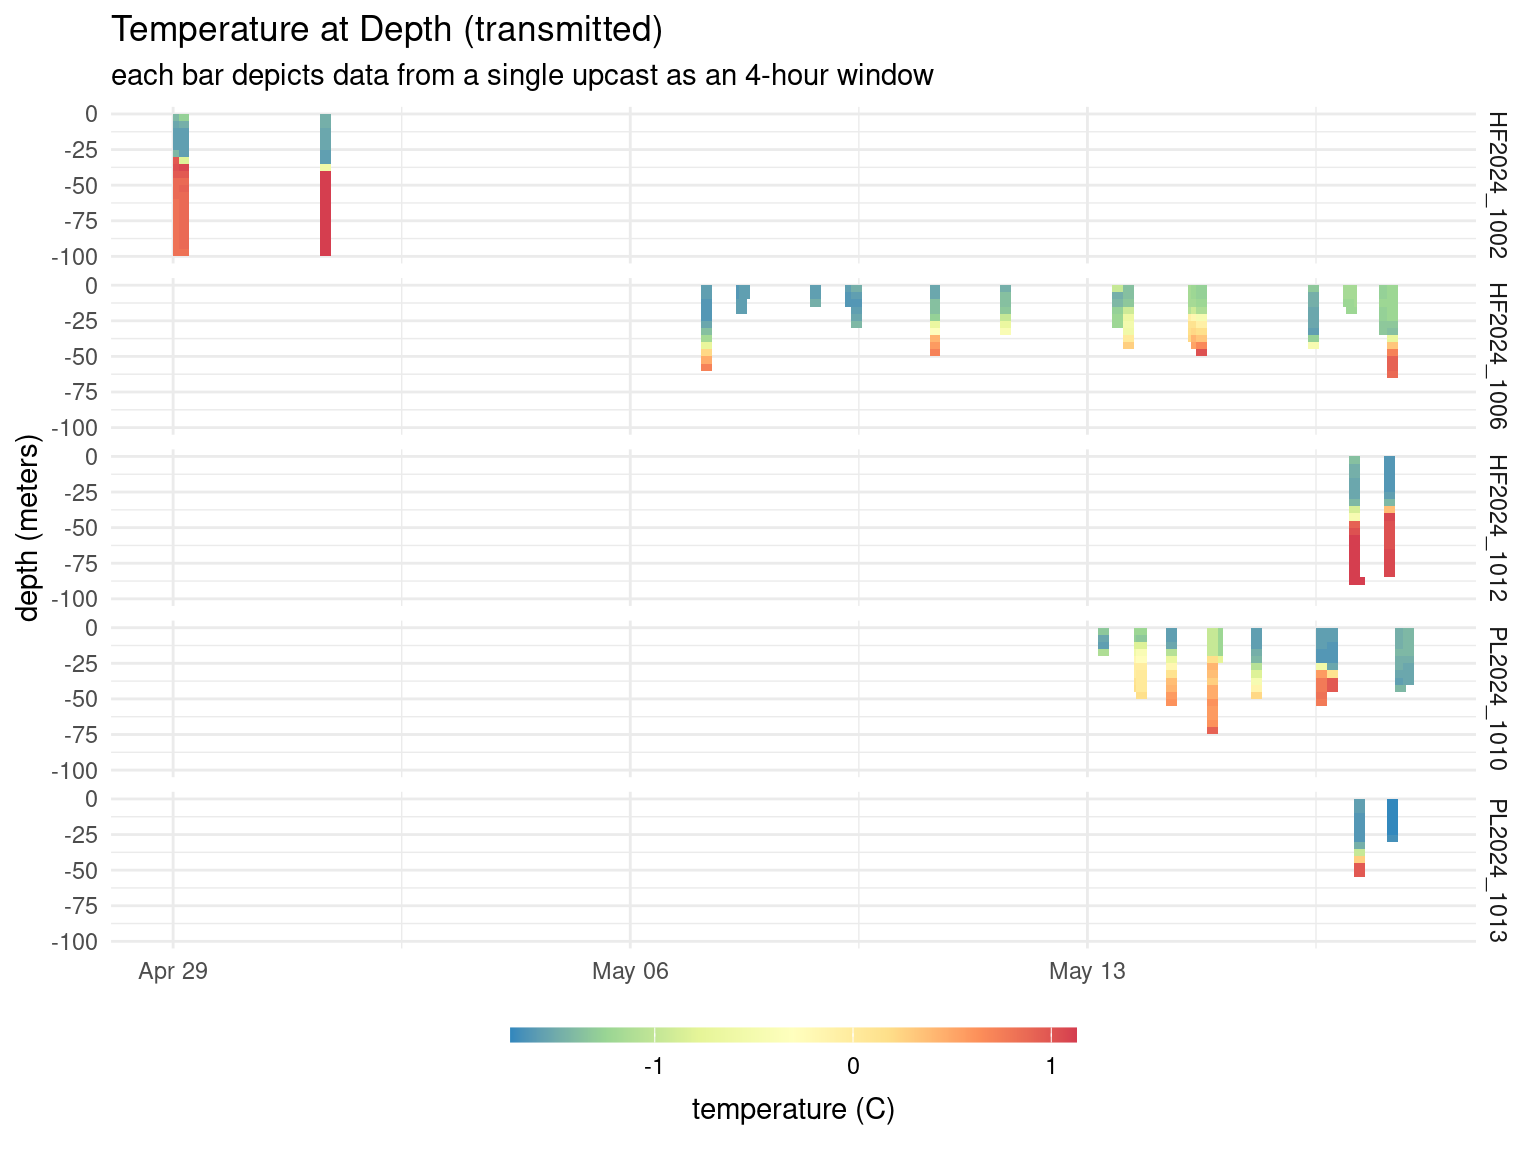 Temperature at Depth (transmitted)
each bar depicts data from a single upcast as an 4-hour window
depth (meters)
0
-25
-50
-75
-100
HF2024_1002
0
-25
-50
-75
-100
HF2024_1006
0
-25
-50
-75
-100
HF2024_1012
0
-25
-50
-75
-100
PL2024_1010
0
-25
-50
-75
-100
PL2024_1013
Apr 29 May 06 May 13
-1 0 1
temperature (C)